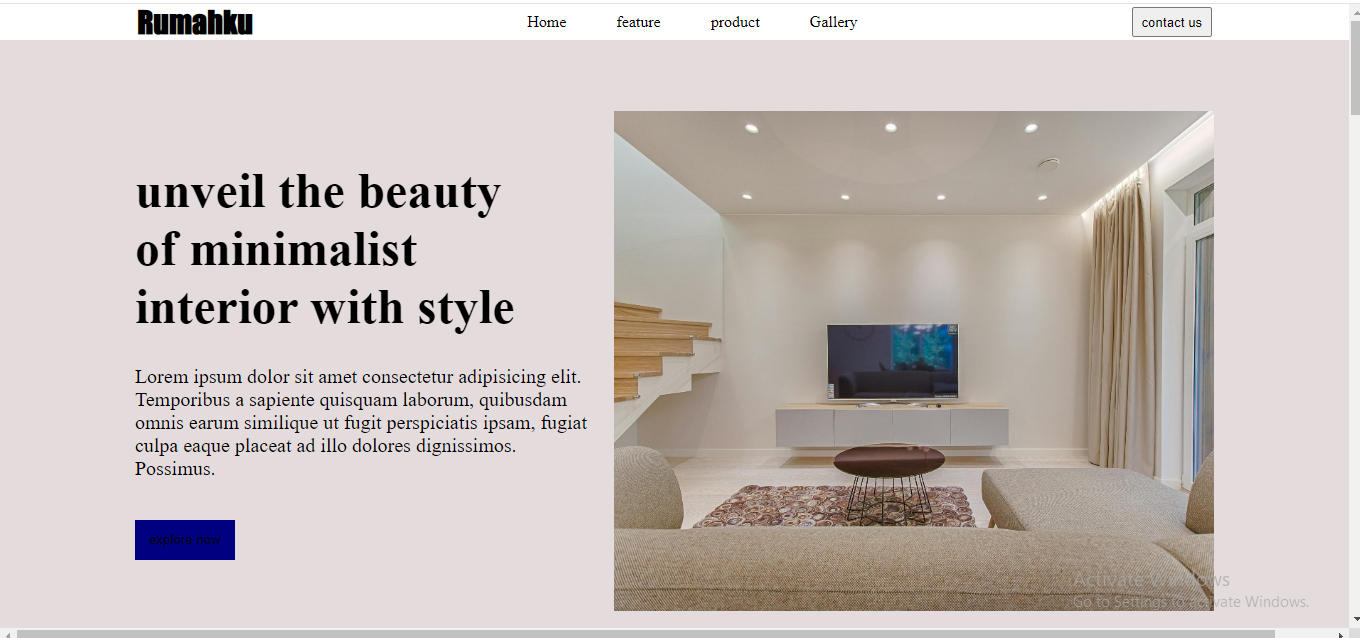 Rumahku
Home feature product Gallery
contact us
unveil the beauty
of minimalist
interior with style
Lorem ipsum dolor sit amet consectetur adipisicing elit.
Temporibus a sapiente quisquam laborum, quibusdam
omnis earum similique ut fugit perspiciatis ipsam, fugiat
culpa eaque placeat ad illo dolores dignissimos.
Possimus.
explore now
Activate Windows
Go to Settings to activate Windows.